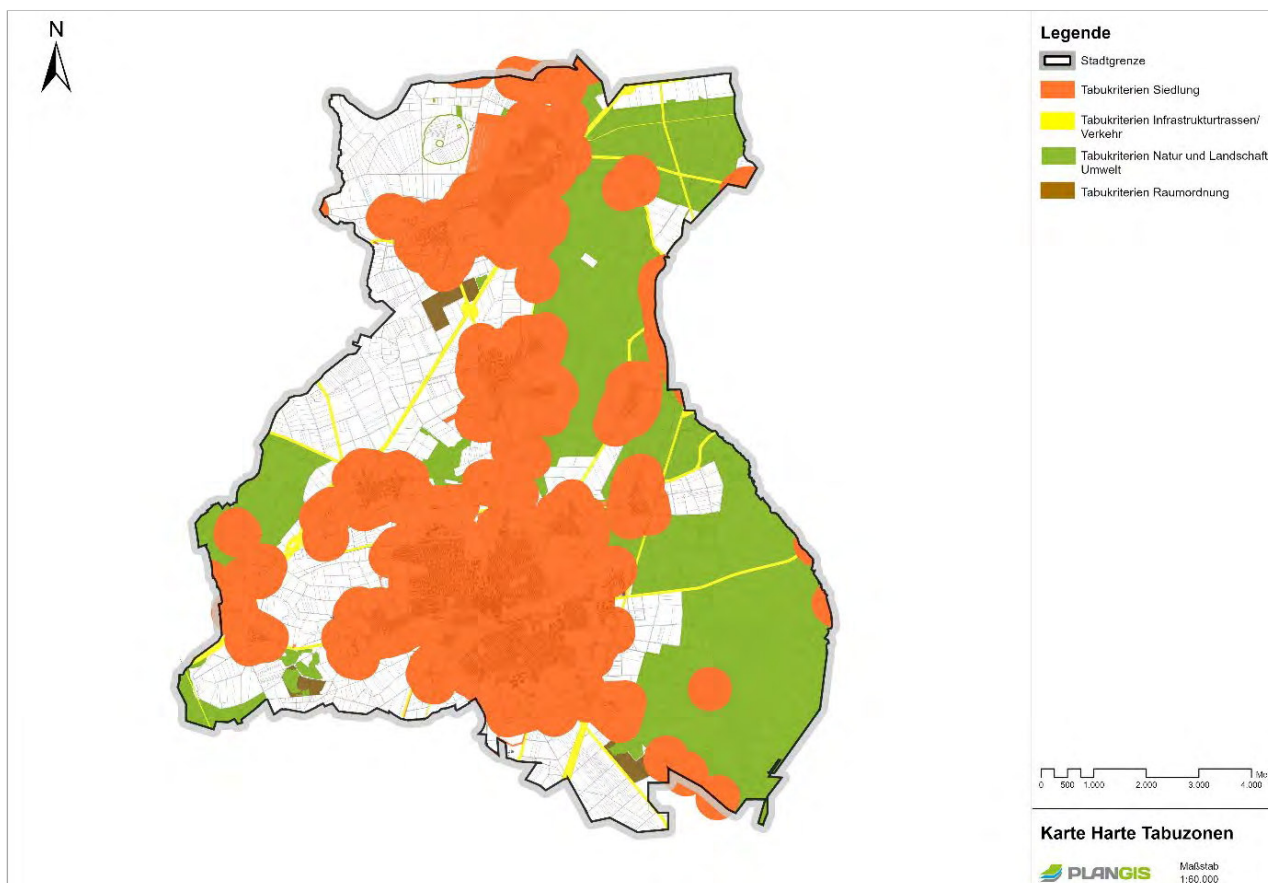 N
Legende
Stadtgrenze
Tabukriterien Siedlung
Tabukriterien Infrastrukturtrassen/
Verkehr
Tabukriterien Natur und Landschaft
Umwelt
Tabukriterien Raumordnung
0 500 1.000 2.000 3.000 4.000
Karte Harte Tabuzonen
PLANGIS
Maßstab
1:60.000